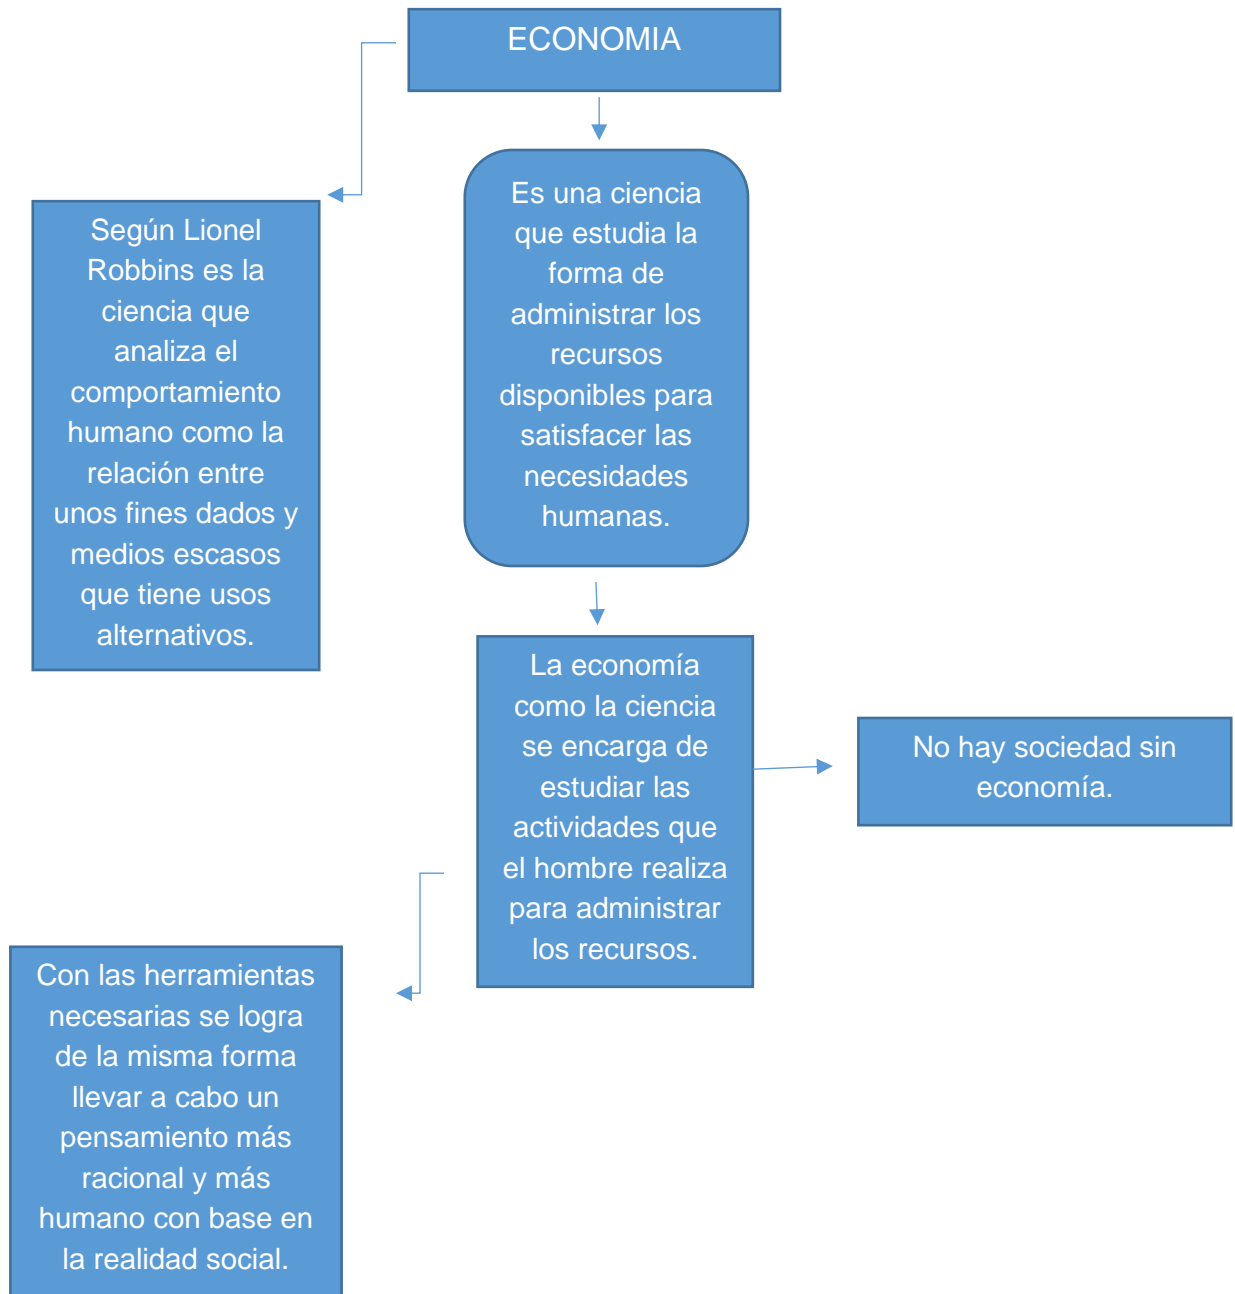 ECONOMIA
Según Lionel
Robbins es la
ciencia que
analiza el
comportamiento
humano como la
relación entre
unos fines dados y
medios escasos
que tiene usos
alternativos.
Es una ciencia
que estudia la
forma de
administrar los
recursos
disponibles para
satisfacer las
necesidades
humanas.
La economía
como la ciencia
se encarga de
estudiar las
actividades que
el hombre realiza
para administrar
los recursos.
No hay sociedad sin
economía.
Con las herramientas
necesarias se logra
de la misma forma
llevar a cabo un
pensamiento más
racional y más
humano con base en
la realidad social.